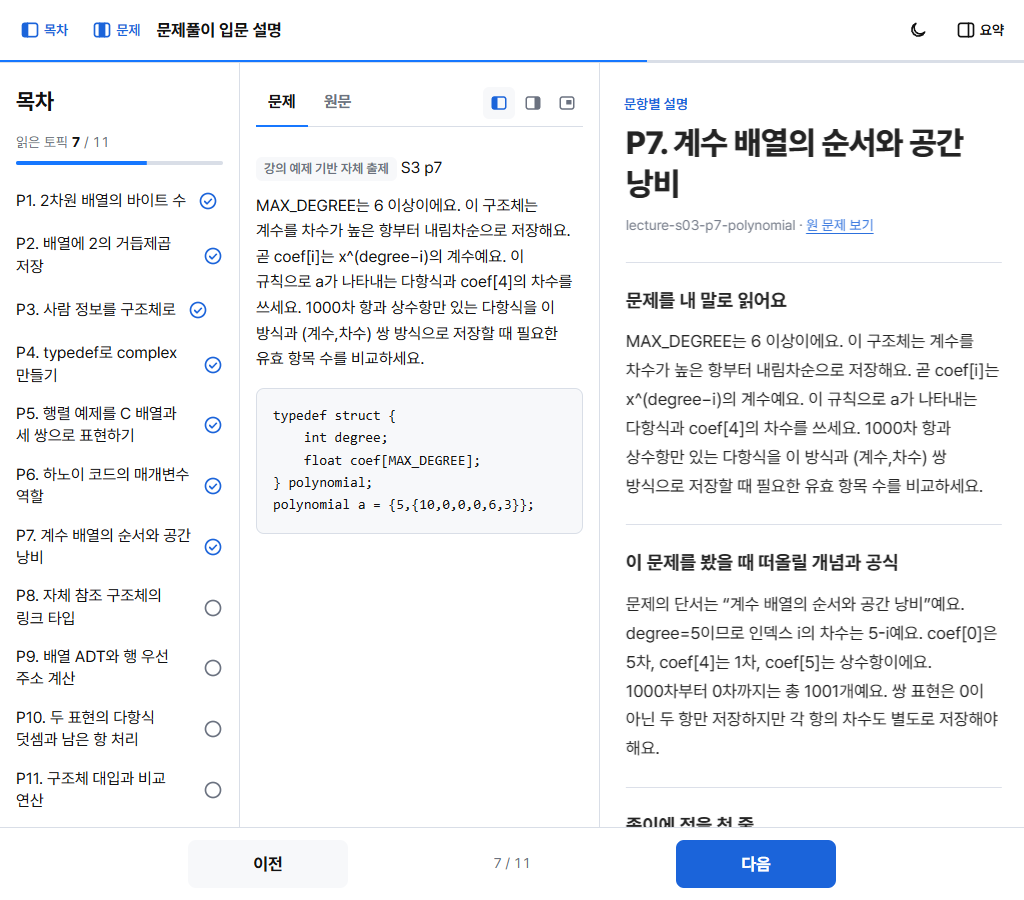 목차
문제
문제풀이 입문 설명
요약
목차
읽은 토픽 7 / 11
P1. 2차원 배열의 바이트 수
P2. 배열에 2의 거듭제곱
저장
P3. 사람 정보를 구조체로
P4. typedef로 complex
만들기
P5. 행렬 예제를 C 배열과
세 쌍으로 표현하기
P6. 하노이 코드의 매개변수
역할
P7. 계수 배열의 순서와 공간
낭비
P8. 자체 참조 구조체의
링크 타입
P9. 배열 ADT와 행 우선
주소 계산
P10. 두 표현의 다항식
덧셈과 남은 항 처리
P11. 구조체 대입과 비교
연산
문제
원문
강의 예제 기반 자체 출제 S3 p7
MAX_DEGREE는 6 이상이에요. 이 구조체는
계수를 차수가 높은 항부터 내림차순으로 저장해요.
곧 coef[i]는 x^(degree−i)의 계수예요. 이
규칙으로 a가 나타내는 다항식과 coef[4]의 차수를
쓰세요. 1000차 항과 상수항만 있는 다항식을 이
방식과 (계수,차수) 쌍 방식으로 저장할 때 필요한
유효 항목 수를 비교하세요.
typedef struct {
    int degree;
    float coef[MAX_DEGREE];
} polynomial;
polynomial a = {5,{10,0,0,0,6,3}};
문항별 설명
P7. 계수 배열의 순서와 공간
낭비
lecture-s03-p7-polynomial · 원 문제 보기
문제를 내 말로 읽어요
MAX_DEGREE는 6 이상이에요. 이 구조체는 계수를
차수가 높은 항부터 내림차순으로 저장해요. 곧 coef[i]는
x^(degree−i)의 계수예요. 이 규칙으로 a가 나타내는
다항식과 coef[4]의 차수를 쓰세요. 1000차 항과
상수항만 있는 다항식을 이 방식과 (계수,차수) 쌍
방식으로 저장할 때 필요한 유효 항목 수를 비교하세요.
이 문제를 봤을 때 떠올릴 개념과 공식
문제의 단서는 “계수 배열의 순서와 공간 낭비”예요.
degree=5이므로 인덱스 i의 차수는 5-i예요. coef[0]은
5차, coef[4]는 1차, coef[5]는 상수항이에요.
1000차부터 0차까지는 총 1001개예요. 쌍 표현은 0이
아닌 두 항만 저장하지만 각 항의 차수도 별도로 저장해야
해요.
종이에 적을 첫 줄
이전
7 / 11
다음